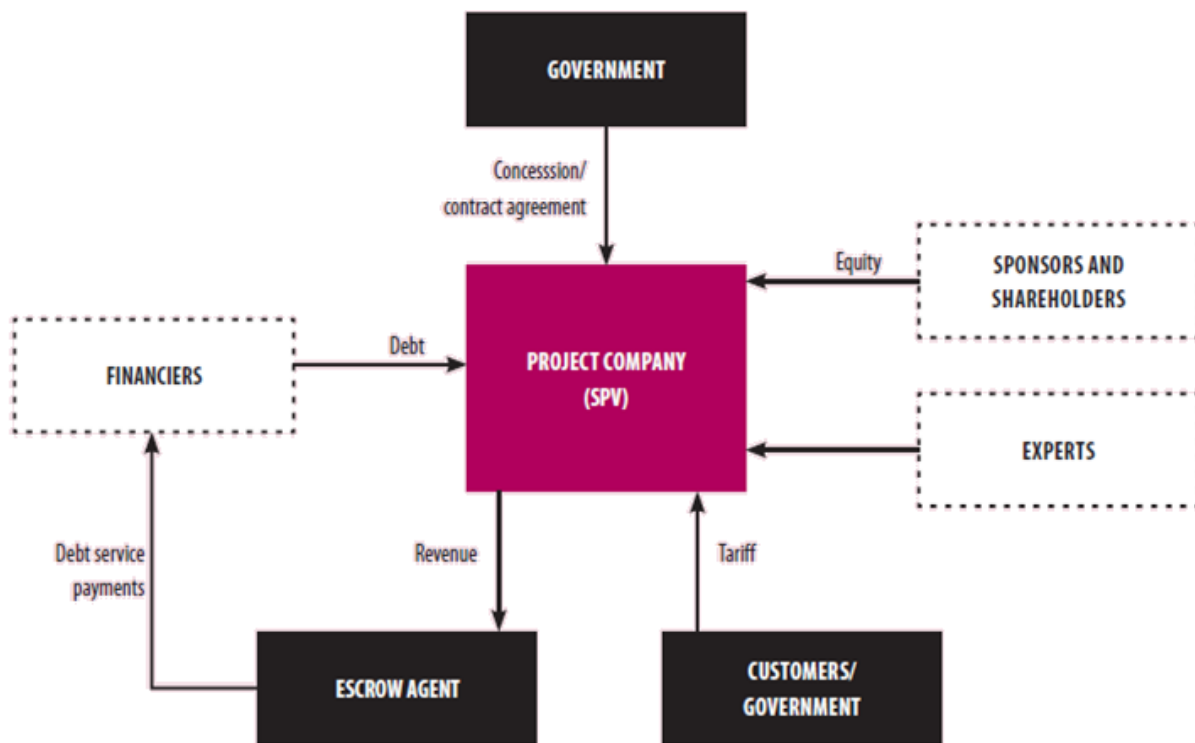 GOVERNMENT
Concesssion/
contract agreement
Equity
SPONSORS AND
SHAREHOLDERS
Debt
FINANCIERS
PROJECT COMPANY
(SPV)
EXPERTS
Debt service
payments
Revenue
Tariff
ESCROW AGENT
CUSTOMERS/
GOVERNMENT